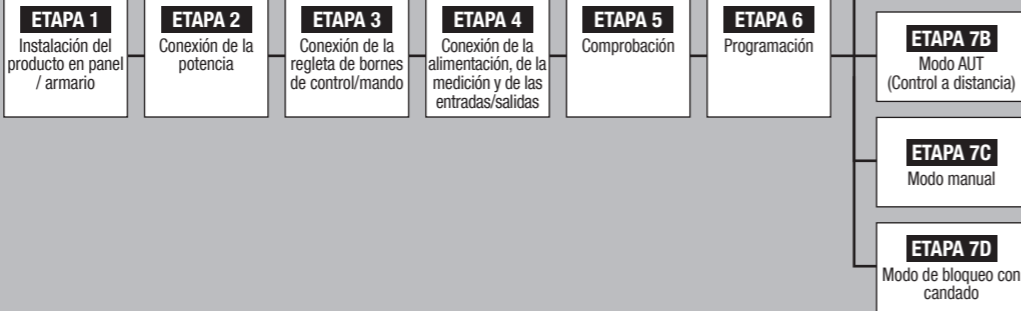 ETAPA 1
Instalación del
producto en panel
/ armario
ETAPA 2
Conexión de la
potencia
ETAPA 3
Conexión de la
regleta de bornes
de control/mando
ETAPA 4
Conexión de la
alimentación, de la
medición y de las
entradas/salidas
ETAPA 5
Comprobación
ETAPA 6
Programación
ETAPA 7B
Modo AUT
(Control a distancia)
ETAPA 7C
Modo manual
ETAPA 7D
Modo de bloqueo con
candado